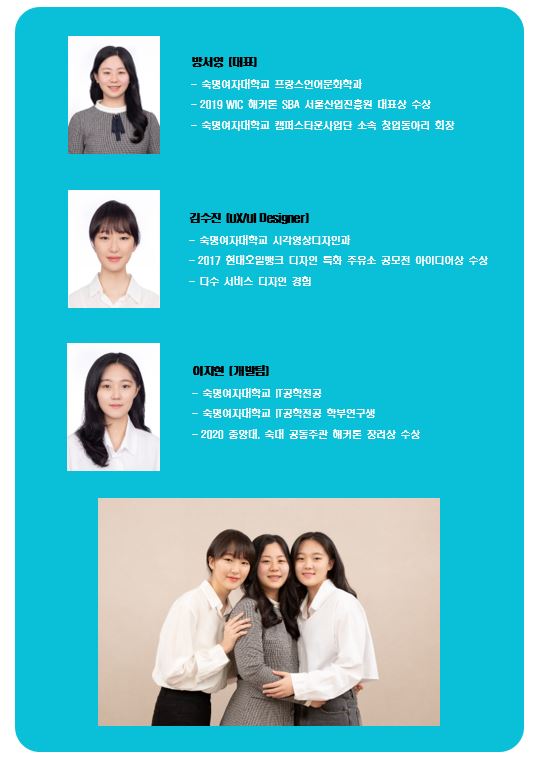 방서영 [대표]
- 숙명여자대학교 프랑스언어문화학과
- 2019 WIC 해커톤 SBA 서울산업진흥원 대표상 수상
- 숙명여자대학교 캠퍼스타운사업단 소속 창업동아리 회장
김수진 [UX/UI Designer]
- 숙명여자대학교 시각영상디자인과
- 2017 현대오일뱅크 디자인 특화 주유소 공모전 아이디어상 수상
- 다수 서비스 디자인 경험
이지현 [개발팀]
- 숙명여자대학교 IT공학전공
- 숙명여자대학교 IT공학전공 학부연구생
- 2020 중앙대, 숙대 공동주관 해커톤 장려상 수상